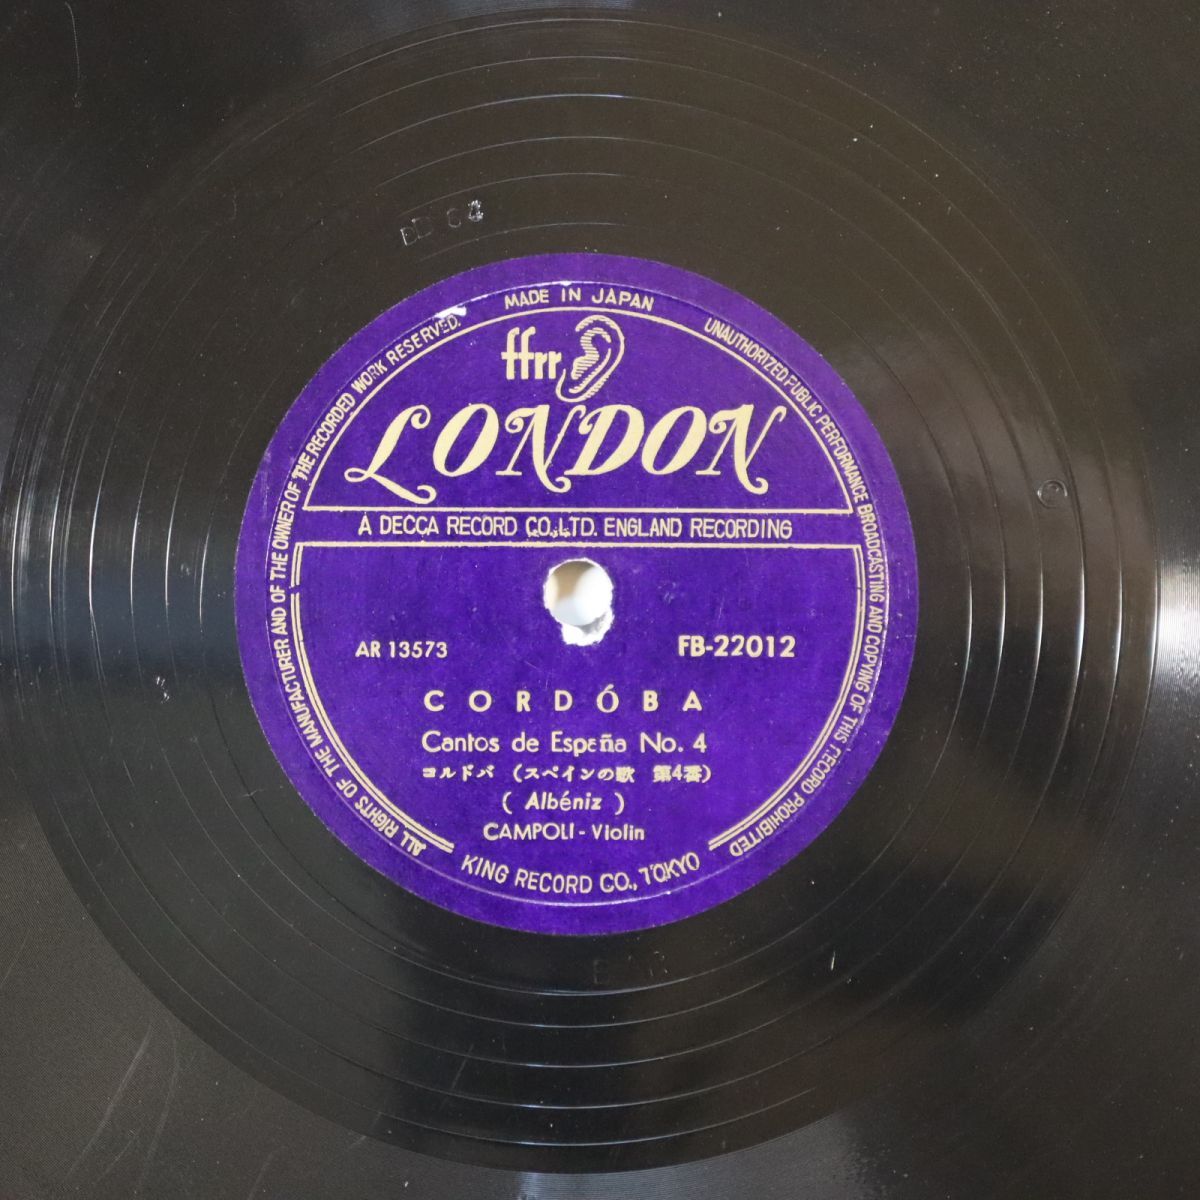 MADE IN JAPAN
ffrr
LONDON
A DECCA RECORD CO.,LTD. ENGLAND RECORDING
AR 13573
FB-22012
CORDÓBA
Cantos de España No. 4
コルドバ (スペインの歌 第4番)
( Albéniz )
CAMPOLI - Violin
KING RECORD CO., TOKYO
ALL RIGHTS OF THE MANUFACTURER AND OF THE OWNER OF THE RECORDED WORK RESERVED.
UNAUTHORIZED PUBLIC PERFORMANCE BROADCASTING AND COPYING OF THIS RECORD PROHIBITED